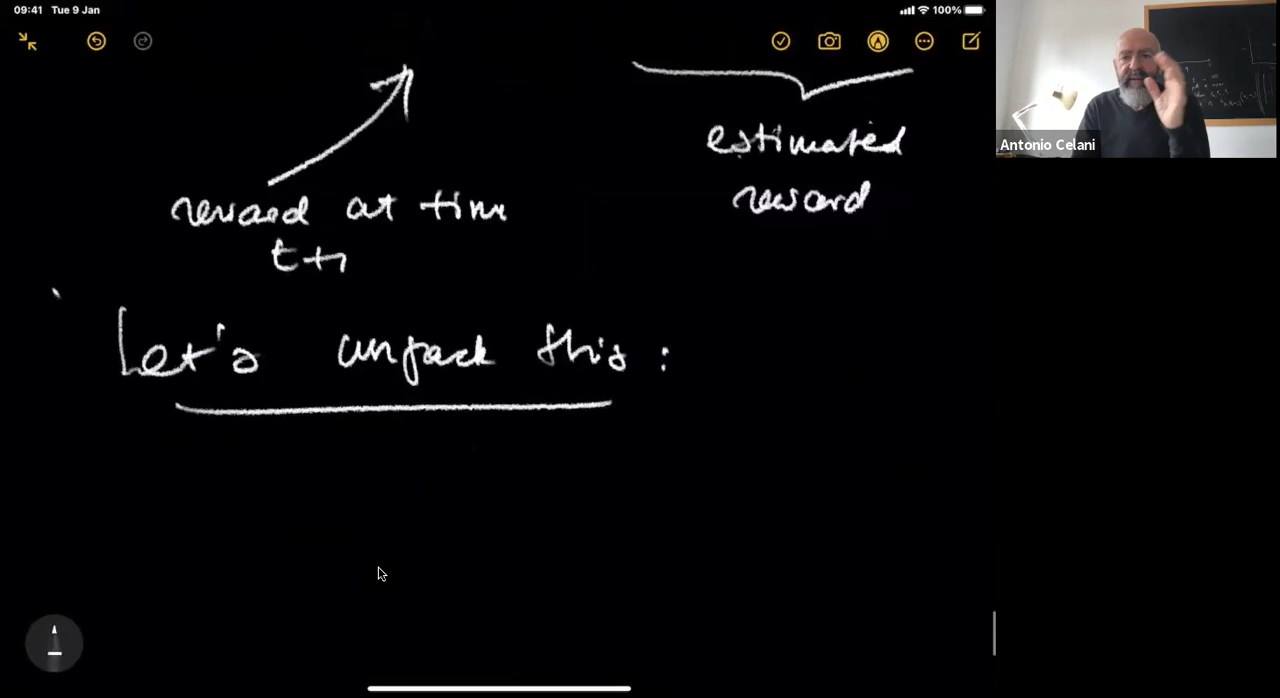 09:41 Tue 9 Jan
100%
Antonio Celani
estimated
reward
reward at time
t+1
Let's unpack this: